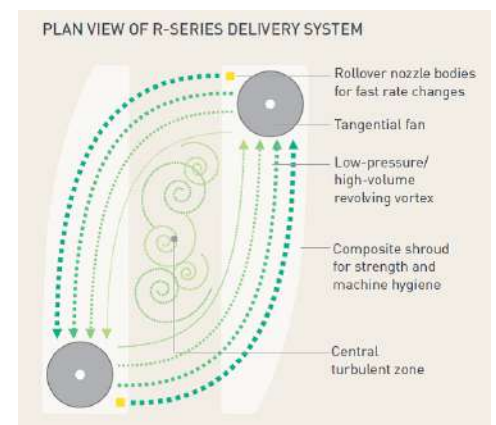 PLAN VIEW OF R-SERIES DELIVERY SYSTEM
Rollover nozzle bodies
for fast rate changes
Tangential fan
Low-pressure/
high-volume
revolving vortex
Composite shroud
for strength and
machine hygiene
Central
turbulent zone